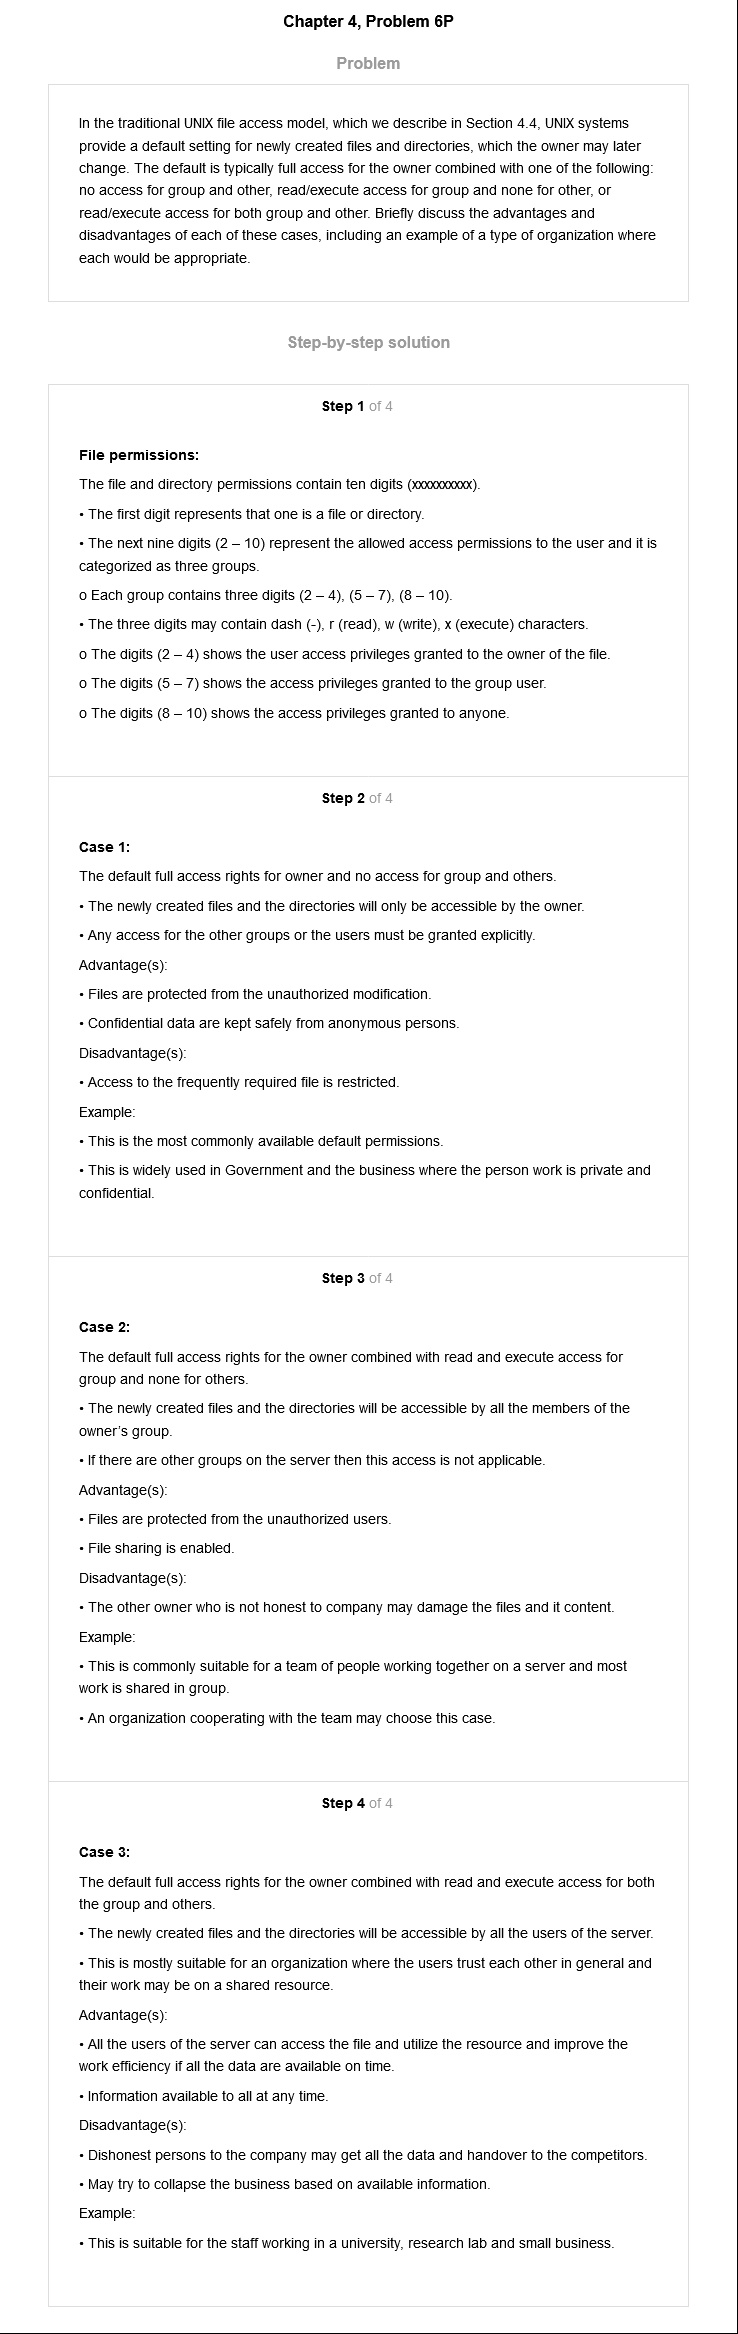 Chapter 4, Problem 6P
Problem
In the traditional UNIX file access model, which we describe in Section 4.4, UNIX systems
provide a default setting for newly created files and directories, which the owner may later
change. The default is typically full access for the owner combined with one of the following:
no access for group and other, read/execute access for group and none for other, or
read/execute access for both group and other. Briefly discuss the advantages and
disadvantages of each of these cases, including an example of a type of organization where
each would be appropriate.
Step-by-step solution
Step 1 of 4
File permissions:
The file and directory permissions contain ten digits (xxxxxxxxxx).
• The first digit represents that one is a file or directory.
• The next nine digits (2 – 10) represent the allowed access permissions to the user and it is
categorized as three groups.
o Each group contains three digits (2 – 4), (5 – 7), (8 – 10).
• The three digits may contain dash (-), r (read), w (write), x (execute) characters.
o The digits (2 – 4) shows the user access privileges granted to the owner of the file.
o The digits (5 – 7) shows the access privileges granted to the group user.
o The digits (8 – 10) shows the access privileges granted to anyone.
Step 2 of 4
Case 1:
The default full access rights for owner and no access for group and others.
• The newly created files and the directories will only be accessible by the owner.
• Any access for the other groups or the users must be granted explicitly.
Advantage(s):
• Files are protected from the unauthorized modification.
• Confidential data are kept safely from anonymous persons.
Disadvantage(s):
• Access to the frequently required file is restricted.
Example:
• This is the most commonly available default permissions.
• This is widely used in Government and the business where the person work is private and
confidential.
Step 3 of 4
Case 2:
The default full access rights for the owner combined with read and execute access for
group and none for others.
• The newly created files and the directories will be accessible by all the members of the
owner's group.
• If there are other groups on the server then this access is not applicable.
Advantage(s):
• Files are protected from the unauthorized users.
• File sharing is enabled.
Disadvantage(s):
• The other owner who is not honest to company may damage the files and it content.
Example:
• This is commonly suitable for a team of people working together on a server and most
work is shared in group.
• An organization cooperating with the team may choose this case.
Step 4 of 4
Case 3:
The default full access rights for the owner combined with read and execute access for both
the group and others.
• The newly created files and the directories will be accessible by all the users of the server.
• This is mostly suitable for an organization where the users trust each other in general and
their work may be on a shared resource.
Advantage(s):
• All the users of the server can access the file and utilize the resource and improve the
work efficiency if all the data are available on time.
• Information available to all at any time.
Disadvantage(s):
• Dishonest persons to the company may get all the data and handover to the competitors.
• May try to collapse the business based on available information.
Example:
• This is suitable for the staff working in a university, research lab and small business.